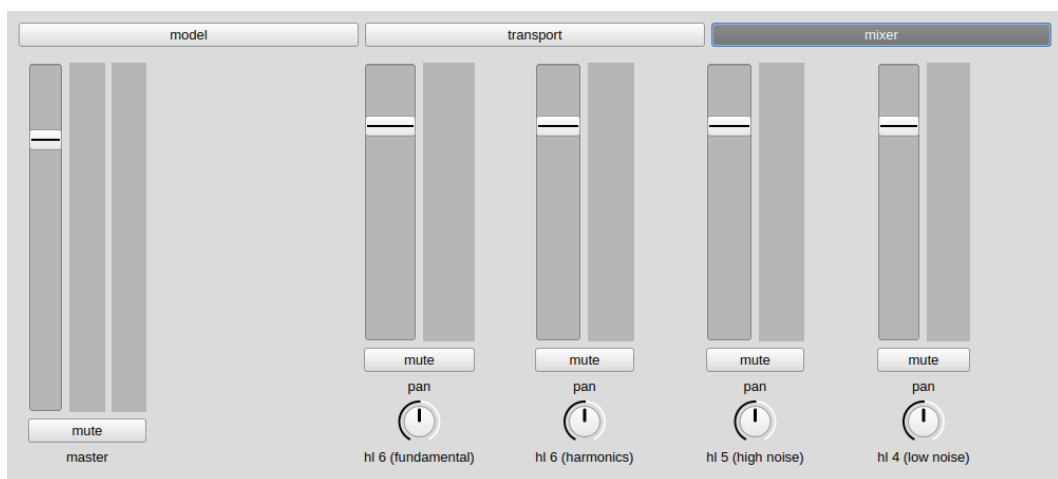 model
transport
mixer
mute
master
mute
pan
hl 6 (fundamental)
mute
pan
hl 6 (harmonics)
mute
pan
hl 5 (high noise)
mute
pan
hl 4 (low noise)